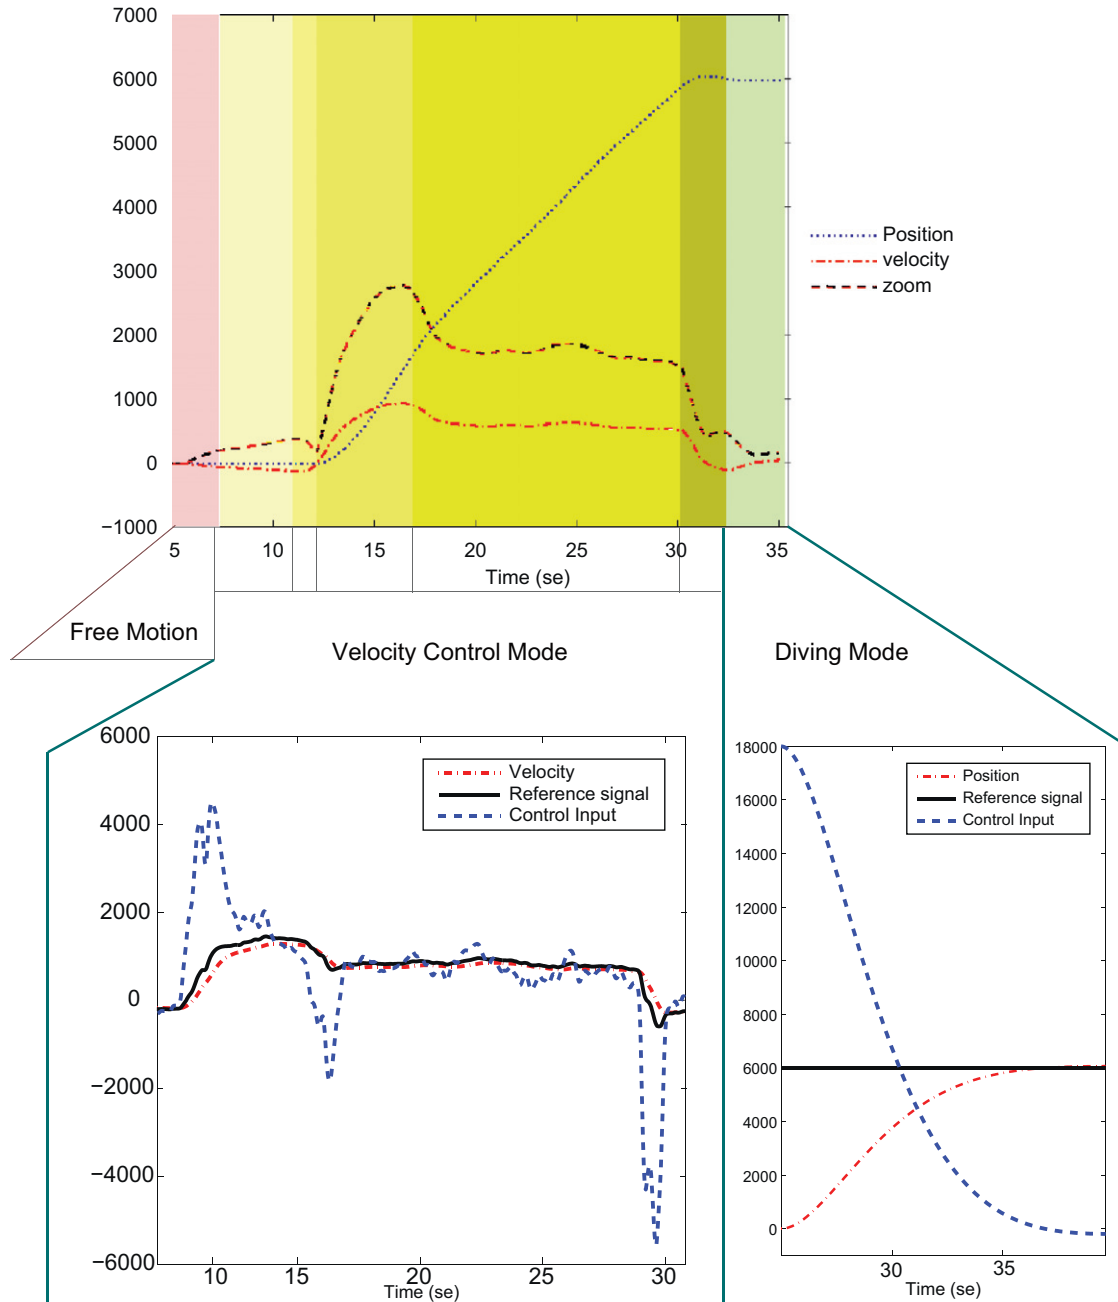 7000
6000
5000
4000
3000
2000
1000
0
−1000
5 10 15 20 25 30 35
Time (se)
Position
velocity
zoom
Free Motion
Velocity Control Mode
Diving Mode
6000
4000
2000
0
−2000
−4000
−6000
10 15 20 25 30
Time (se)
Velocity
Reference signal
Control Input
18000
16000
14000
12000
10000
8000
6000
4000
2000
0
30 35
Time (se)
Position
Reference signal
Control Input